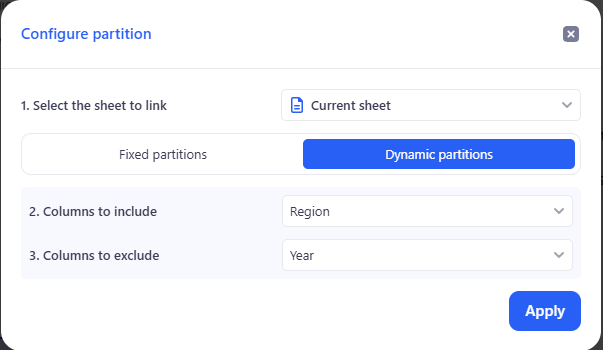 Configure partition
1. Select the sheet to link
Current sheet
Fixed partitions
Dynamic partitions
2. Columns to include
Region
3. Columns to exclude
Year
Apply